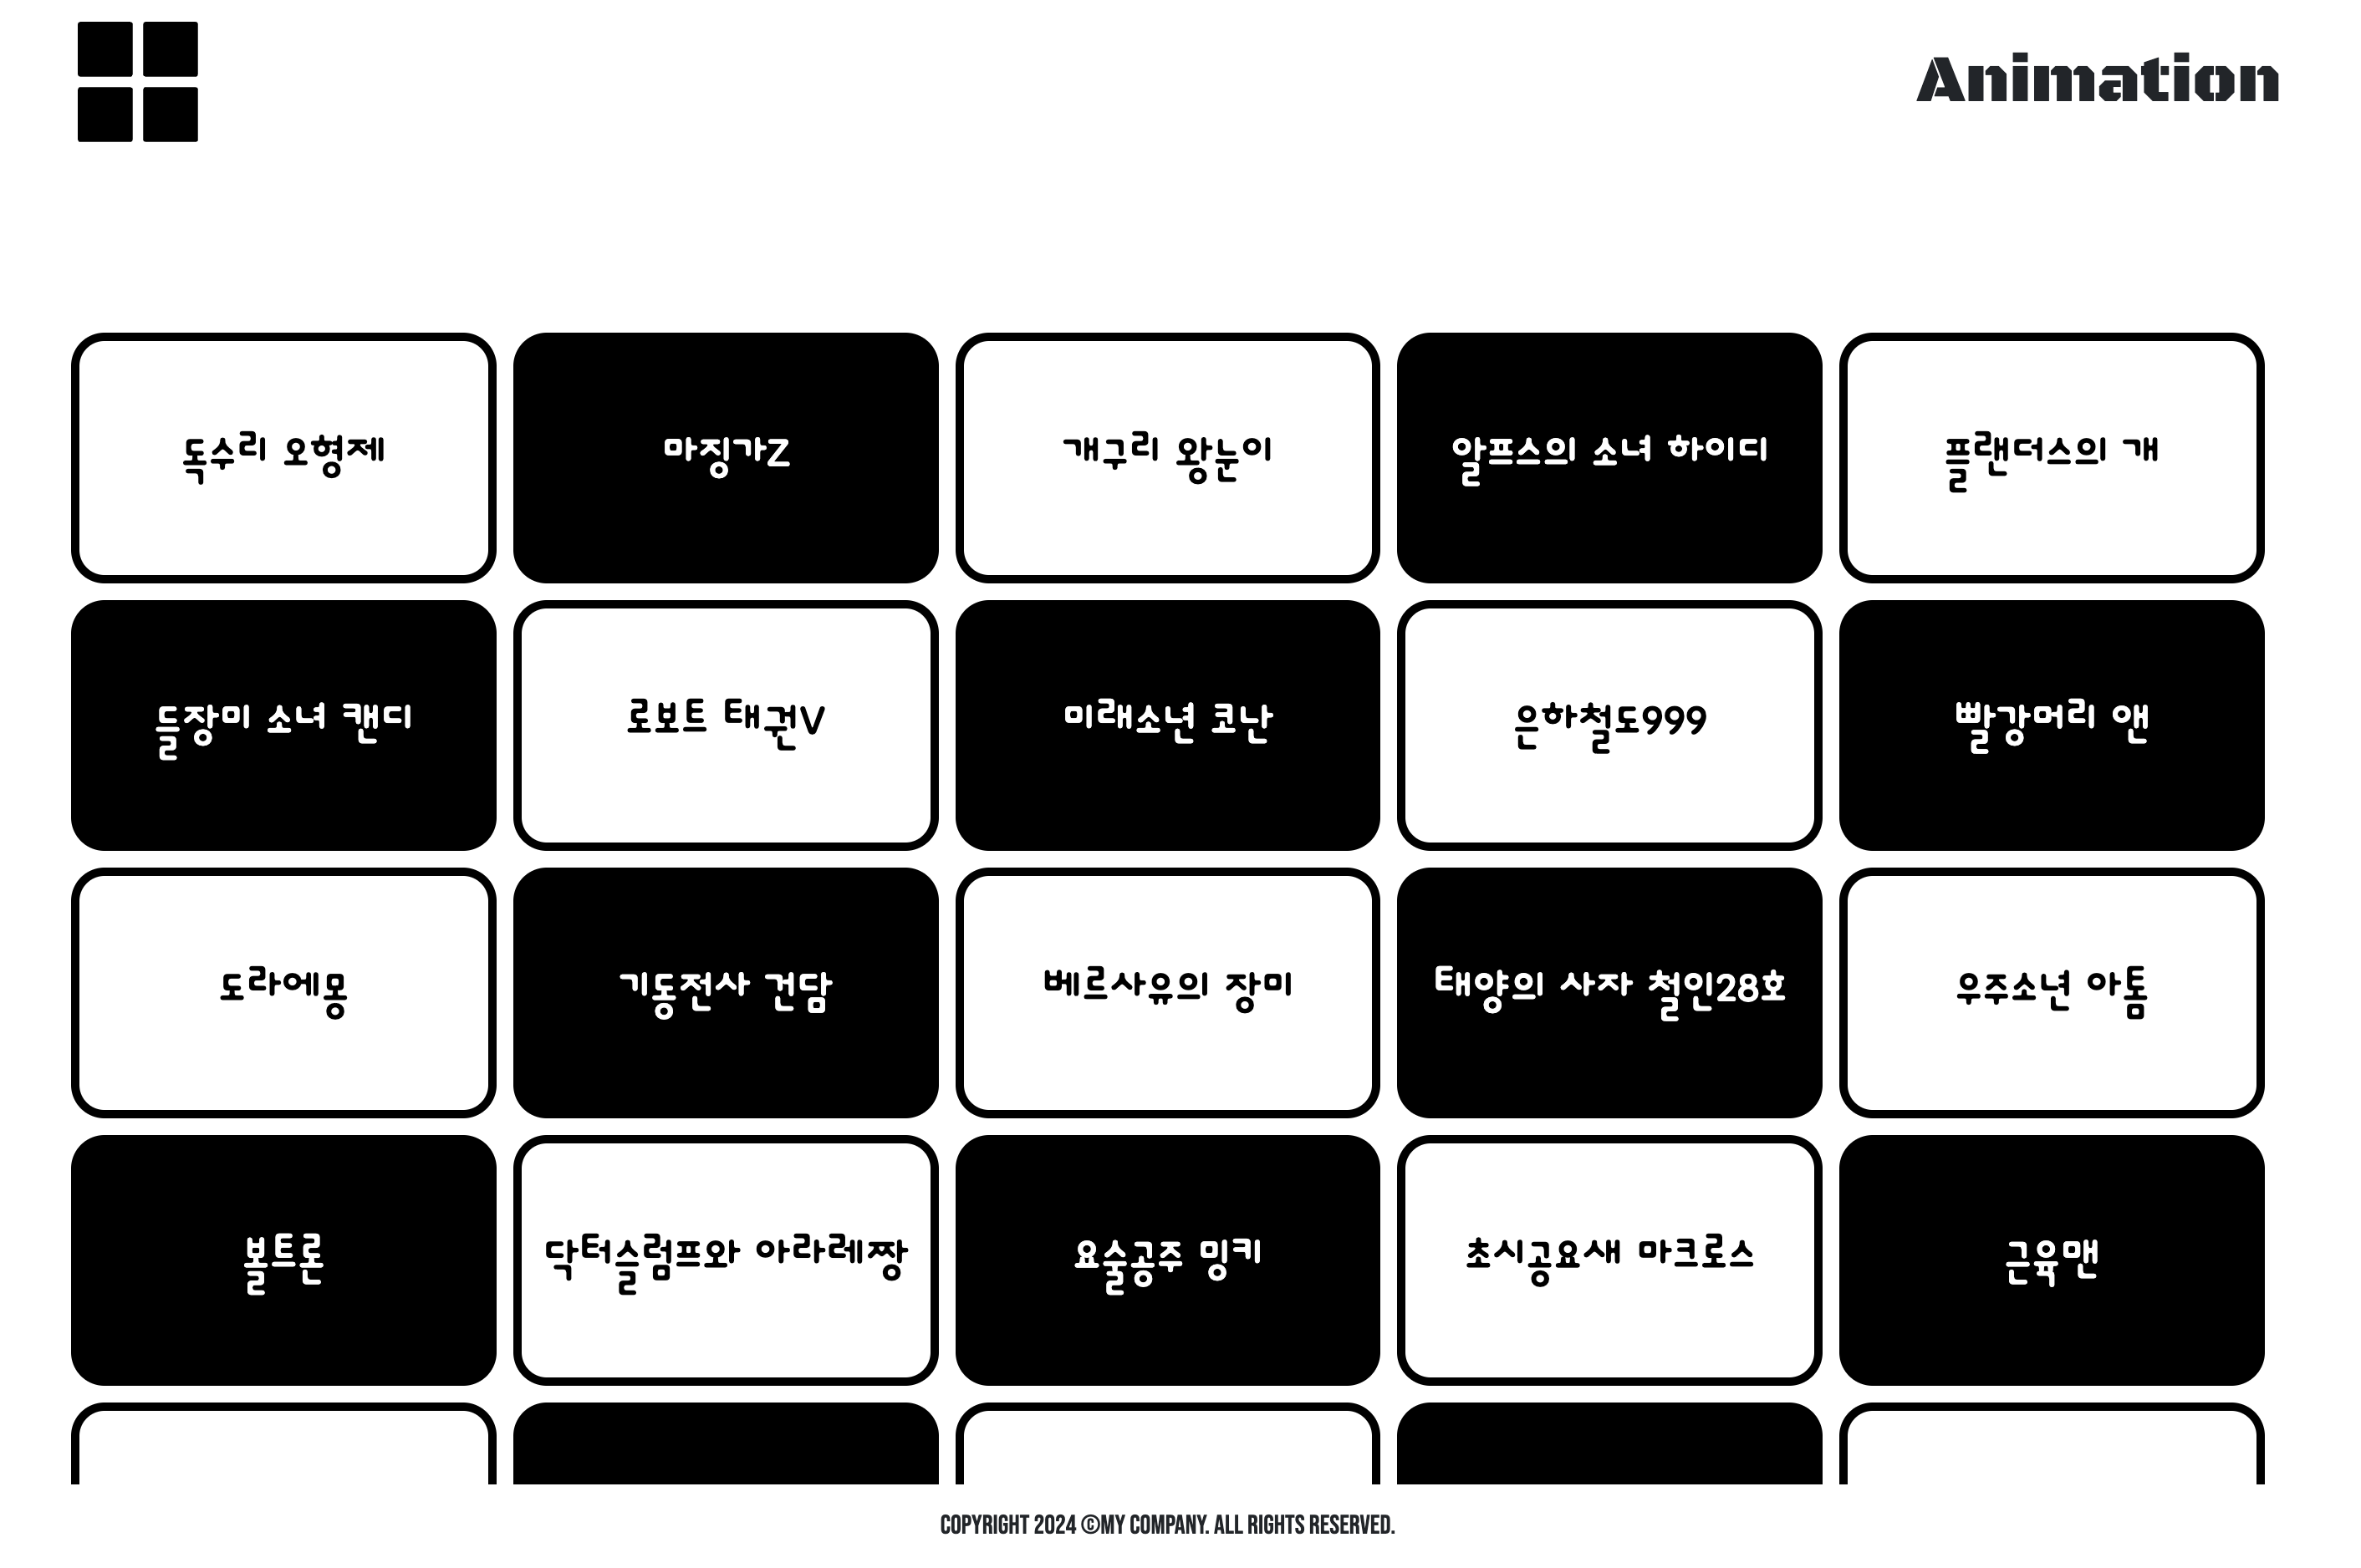 Animation
독수리 오형제
마징가z
개구리 왕눈이
알프스의 소녀 하이디
플랜더스의 개
들장미 소녀 캔디
로보트 태권V
미래소년 코난
은하철도999
빨강머리 앤
도라에몽
기동전사 건담
베르사유의 장미
태양의 사자 철인28호
우주소년 아톰
볼트론
닥터슬럼프와 아라레짱
요술공주 밍키
초시공요새 마크로스
근육맨
COPYRIGHT 2024 ©MY COMPANY. ALL RIGHTS RESERVED.